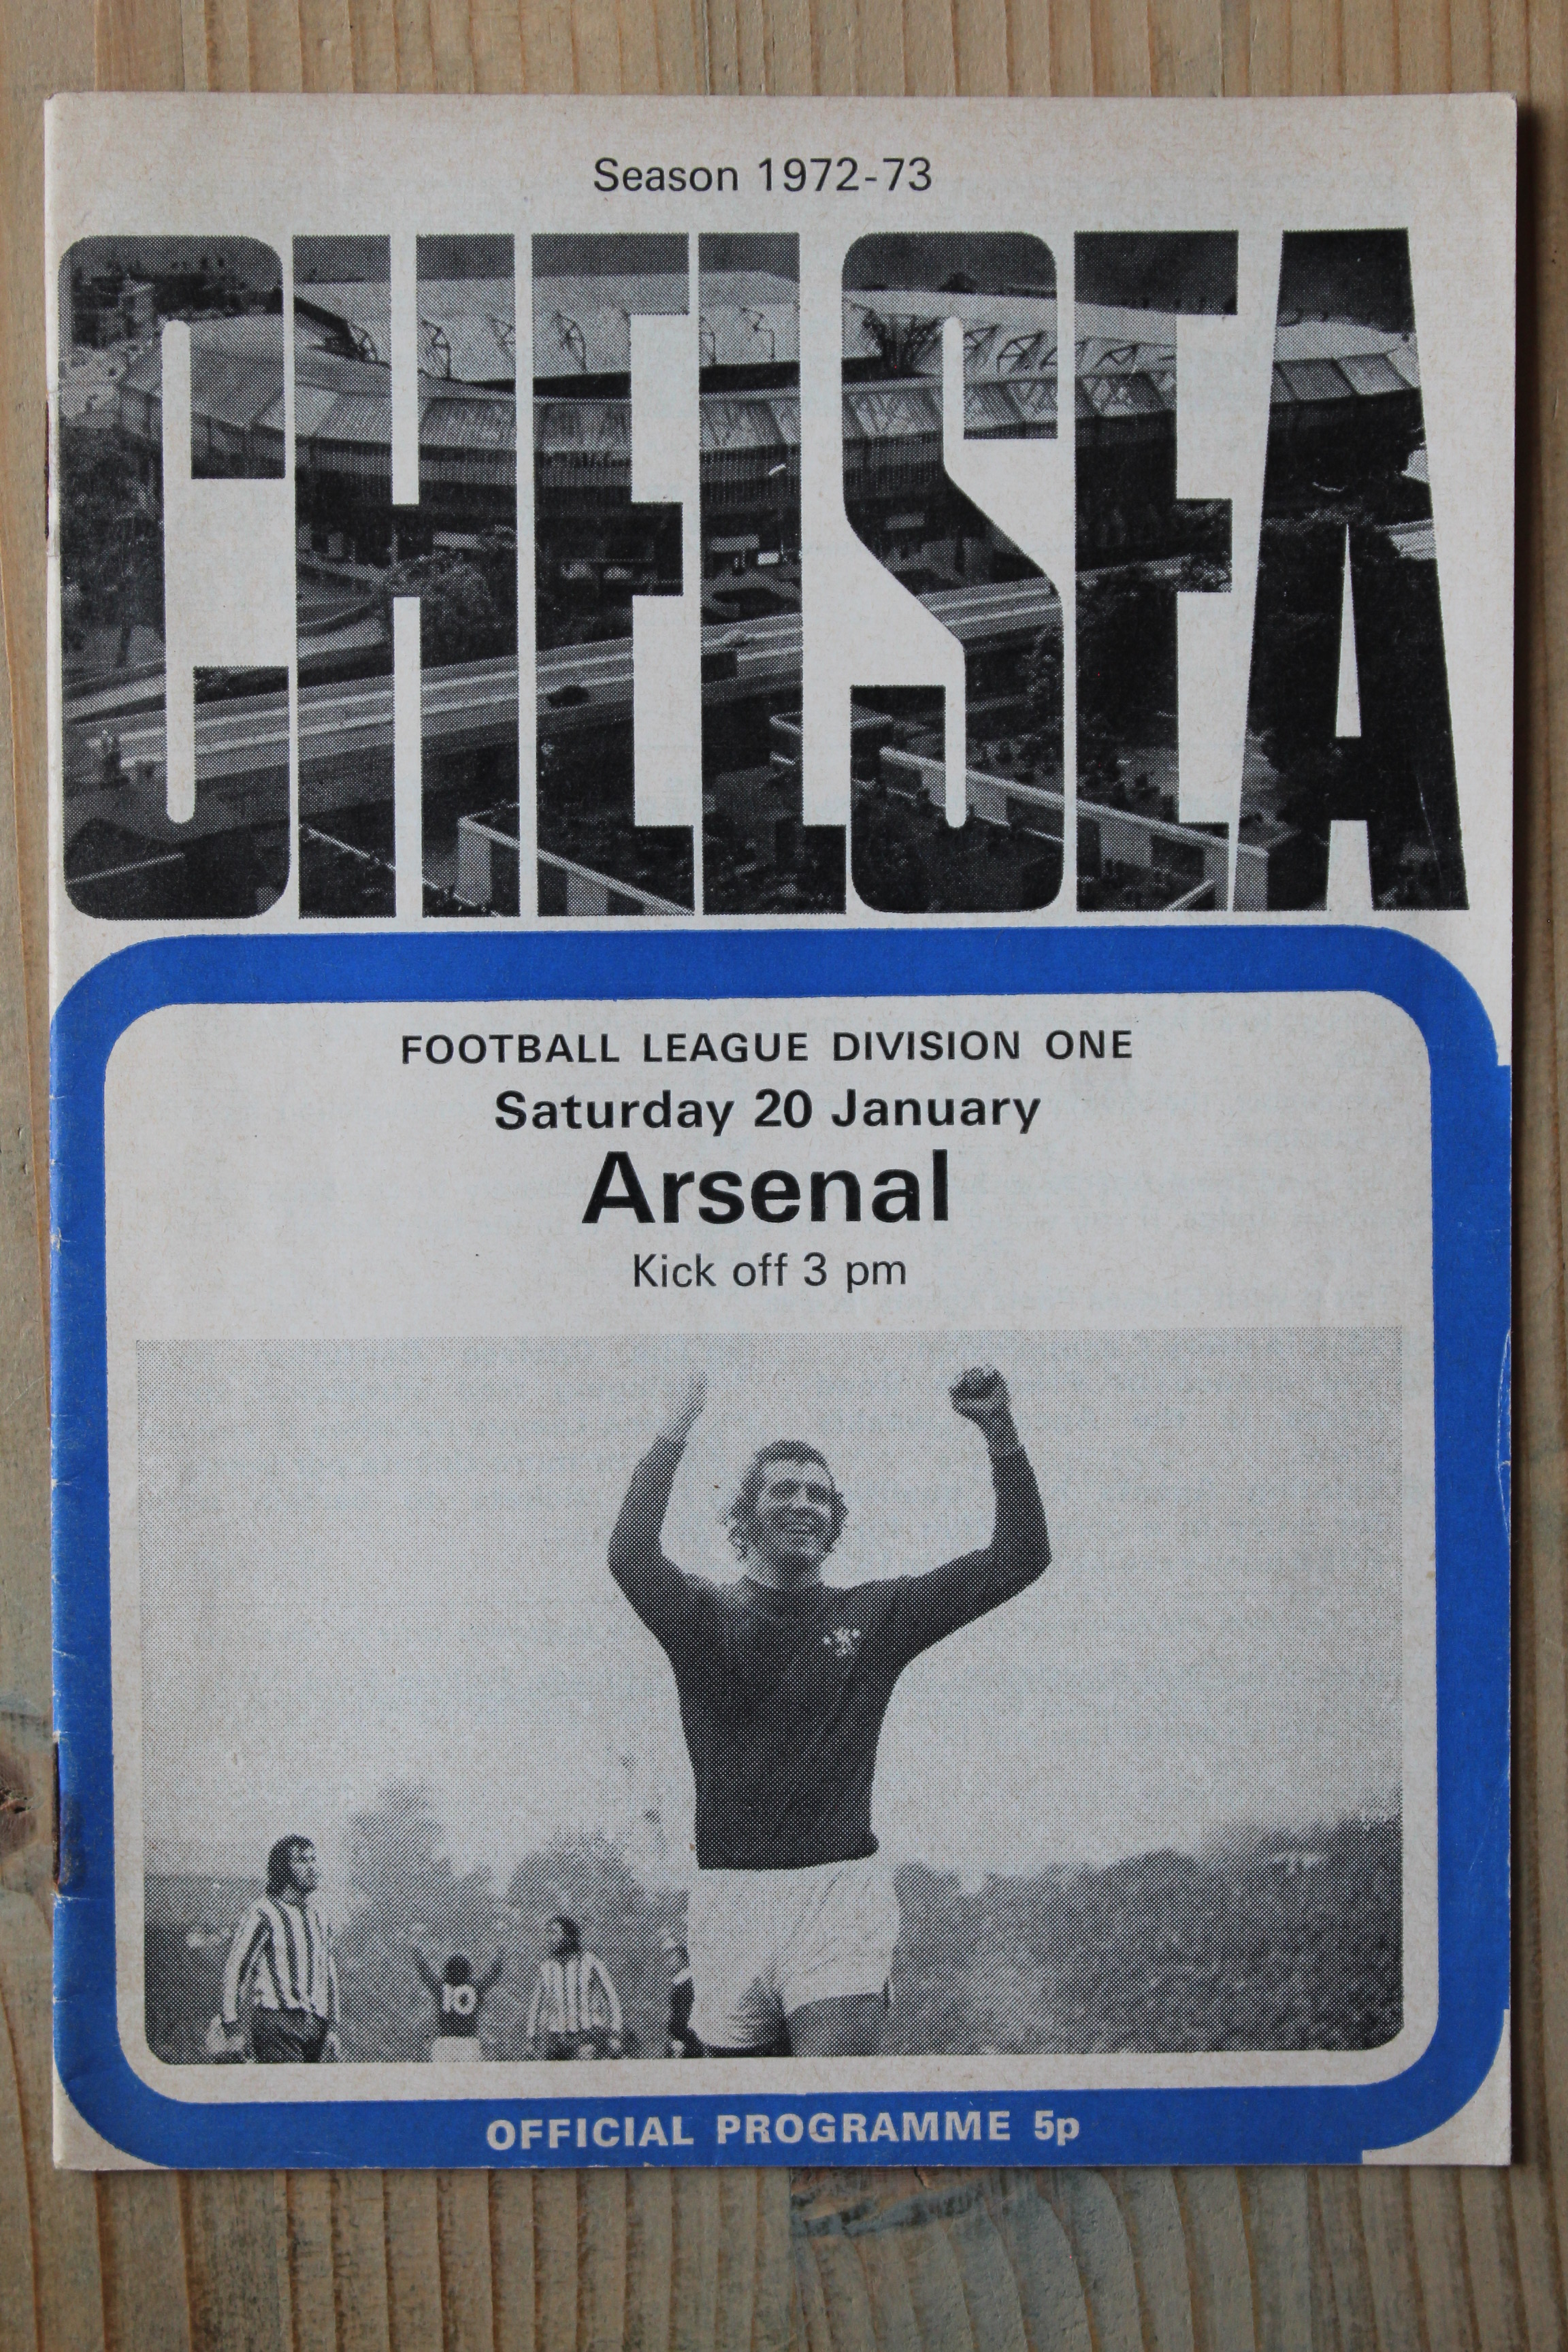 Season 1972-73
CHELSEA
FOOTBALL LEAGUE DIVISION ONE
Saturday 20 January
Arsenal
Kick off 3 pm
10
OFFICIAL PROGRAMME 5p